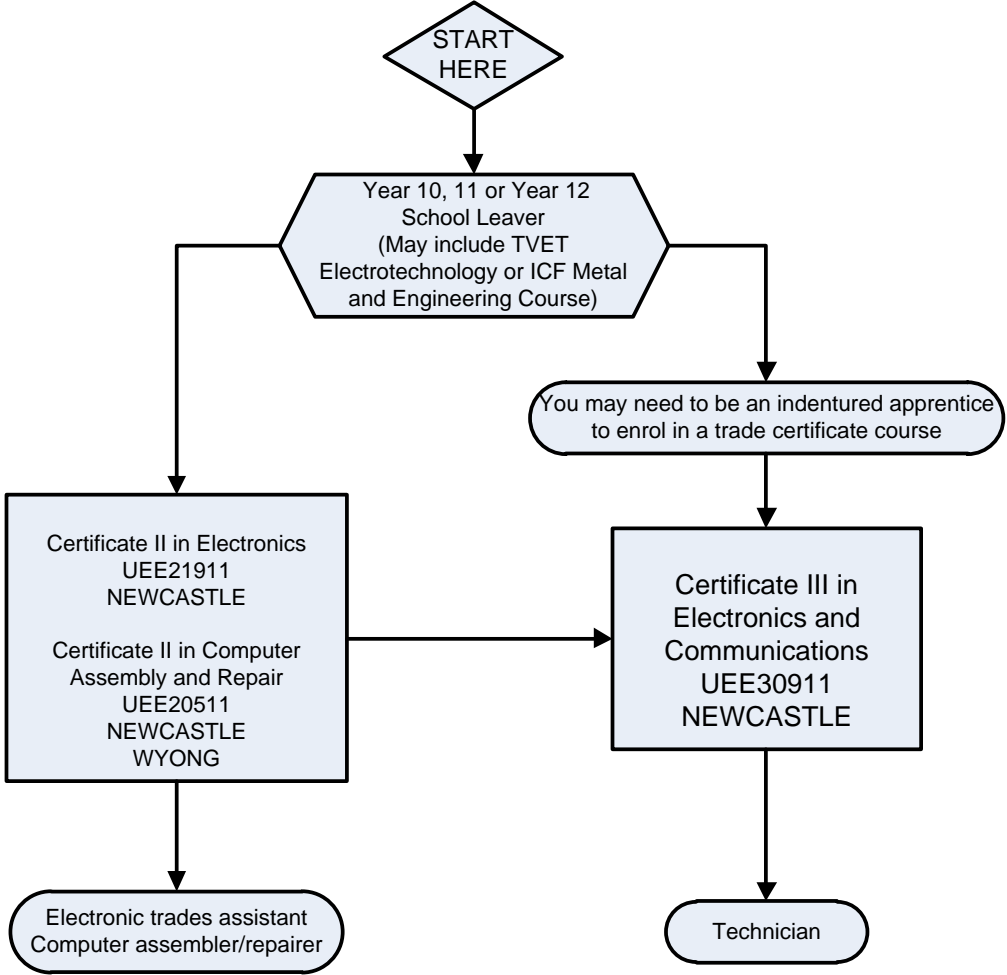 START
HERE
Year 10, 11 or Year 12
School Leaver
(May include TVET
Electrotechnology or ICF Metal
and Engineering Course)
You may need to be an indentured apprentice
to enrol in a trade certificate course
Certificate II in Electronics
UEE21911
NEWCASTLE
Certificate II in Computer
Assembly and Repair
UEE20511
NEWCASTLE
WYONG
Certificate III in
Electronics and
Communications
UEE30911
NEWCASTLE
Electronic trades assistant
Computer assembler/repairer
Technician